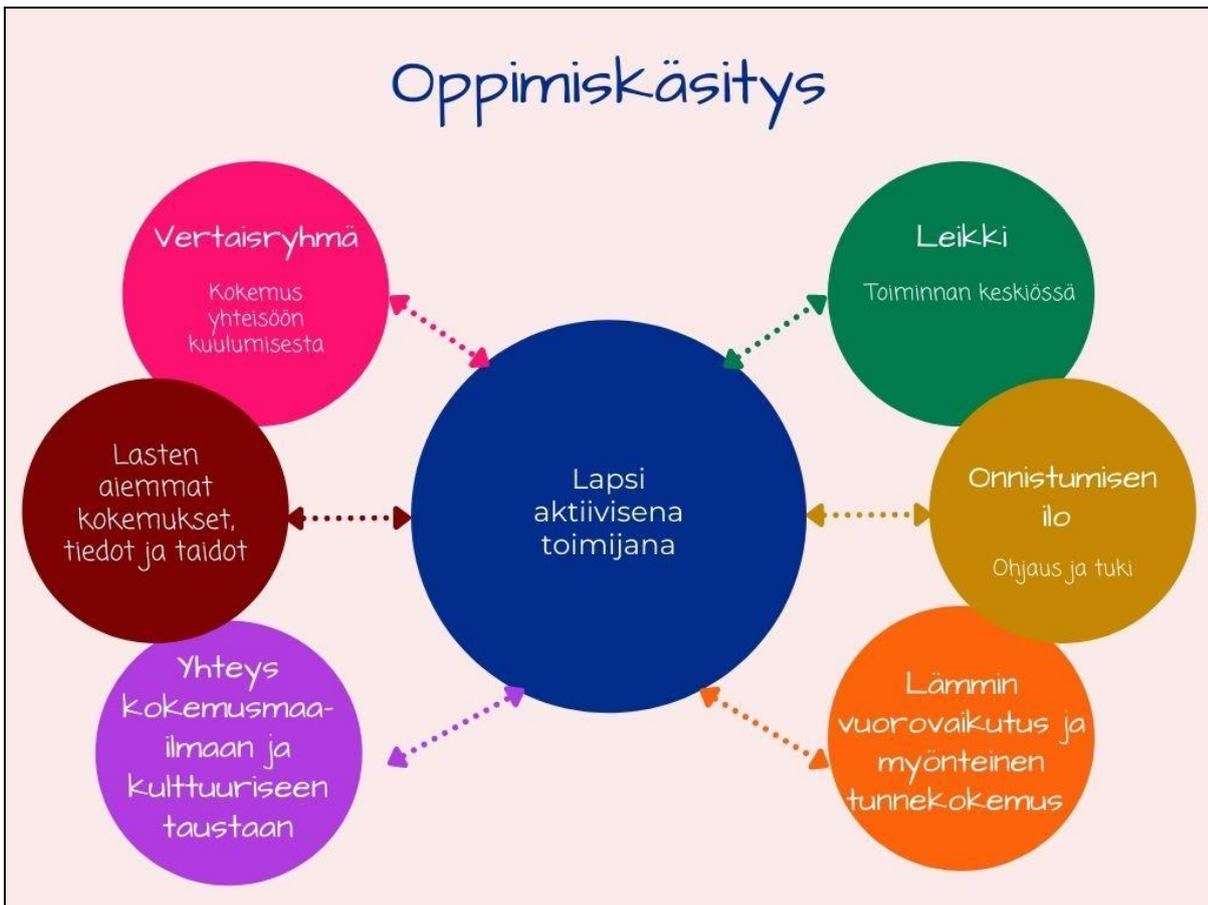 Oppimiskäsitys
Vertaisryhmä
Kokemus
yhteisöön
kuulumisesta
Leikki
Toiminnan keskiössä
Lasten
aiemmat
kokemukset,
tiedot ja taidot
Lapsi
aktiivisena
toimijana
Onnistumisen
ilo
Ohjaus ja tuki
Yhteys
kokemusmaa-
ilmaan ja
kulttuuriseen
taustaan
Lämmin
vuorovaikutus ja
myönteinen
tunnekokemus